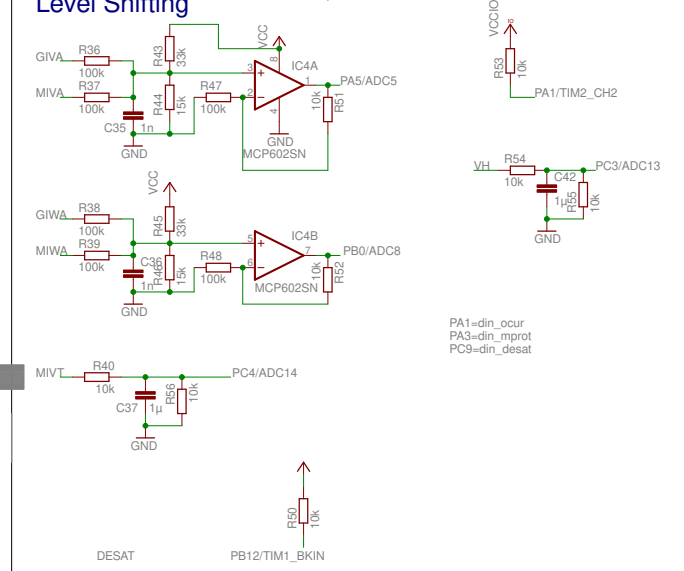 Level Shifting
VCCIO
R53
10k
PA1/TIM2_CH2
GIVA
R36
100k
MIVA
R37
100k
C35
1n
GND
R43
33k
R44
15k
R47
100k
VCC
8
3
2
1
4
IC4A
GND
MCP602SN
PA5/ADC5
10k
R51
VH
R54
10k
C42
1µ
R55
10k
GND
PC3/ADC13
GIWA
R38
100k
MIWA
R39
100k
C36
1n
GND
VCC
R45
33k
R46
15k
R48
100k
5
6
7
IC4B
MCP602SN
PB0/ADC8
10k
R52
PA1=din_ocur
PA3=din_mprot
PC9=din_desat
MIVT
R40
10k
C37
1µ
R56
10k
PC4/ADC14
GND
R50
10k
DESAT
PB12/TIM1_BKIN